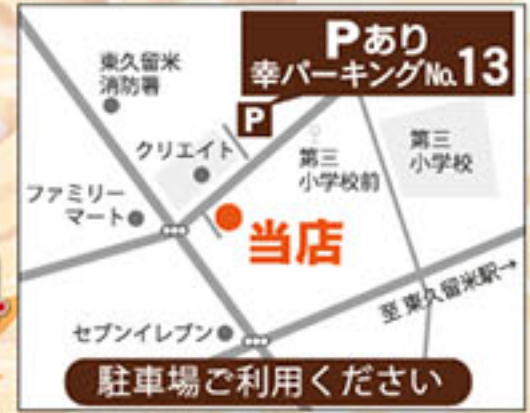 Pあり
幸パーキングNo.13
東久留米
消防署
P
クリエイト
第三
小学校前
第三
小学校
ファミリー
マート
当店
至 東久留米駅→
セブンイレブン
駐車場ご利用ください